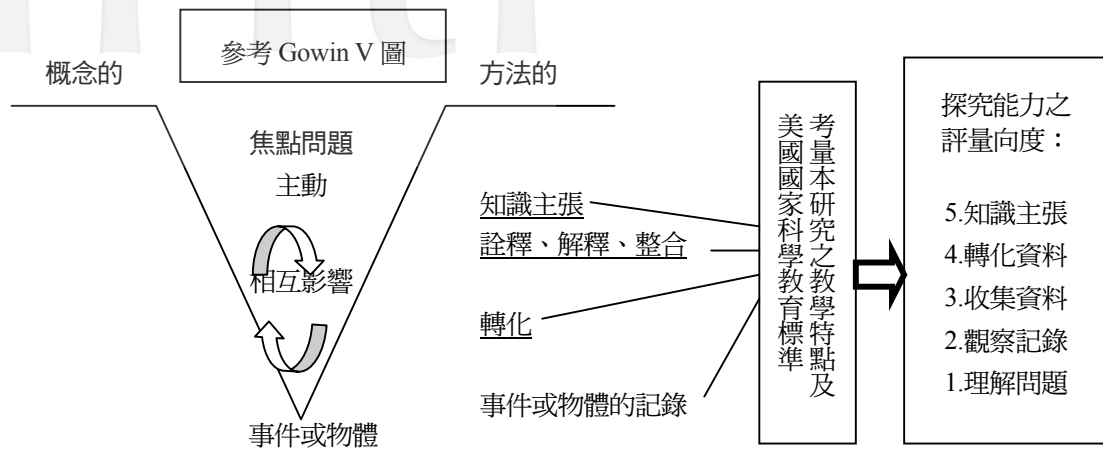 參考 Gowin V 圖
概念的
方法的
焦點問題
主動
相互影響
事件或物體
知識主張
詮釋、解釋、整合
轉化
事件或物體的記錄
考量本研究之教學特點及
美國國家科學教育標準
探究能力之
評量向度：
5.知識主張
4.轉化資料
3.收集資料
2.觀察記錄
1.理解問題